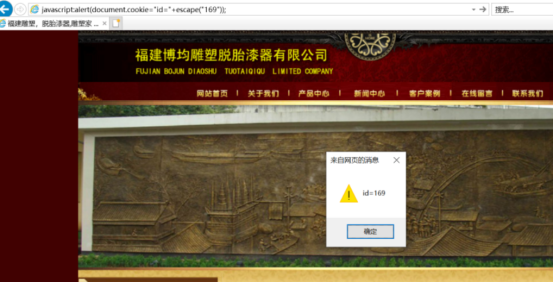 javascript:alert(document.cookie="id="+escape("169"));
搜索...
福建雕塑，脱胎漆器,雕塑家 ...
福建博均雕塑脱胎漆器有限公司
FUJIAN BOJUN DIAOSHU TUOTAIQIQU LIMITED COMPANY
网站首页 | 关于我们 | 产品中心 | 新闻中心 | 客户案例 | 在线留言 | 联系我们
来自网页的消息
id=169
确定